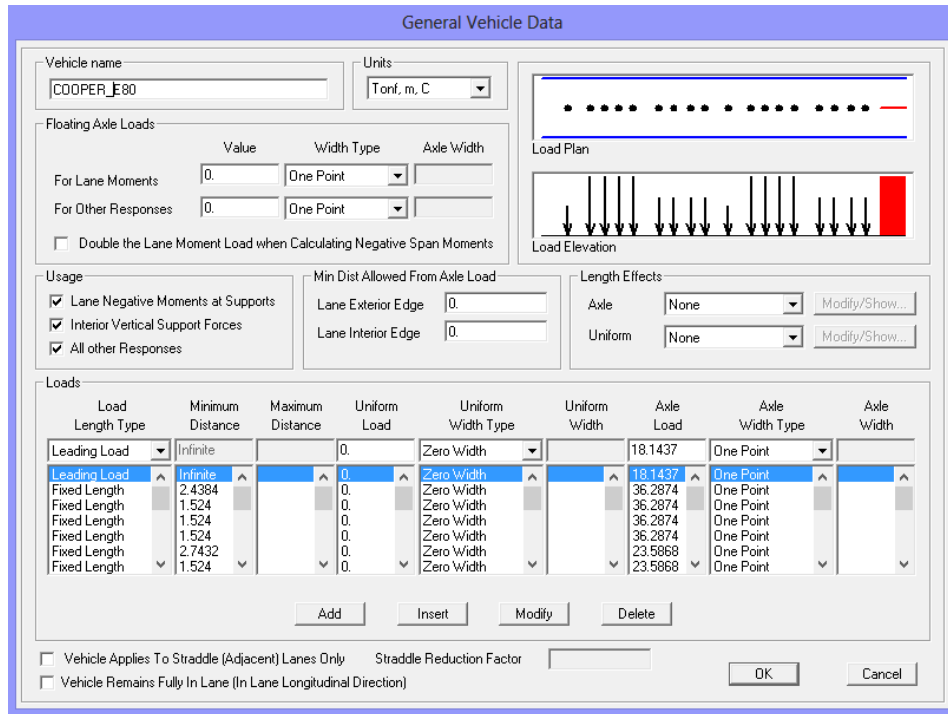 General Vehicle Data
Vehicle name
COOPER_E80
Units
Tonf, m, C
Load Plan
Load Elevation
Floating Axle Loads
Value Width Type Axle Width
For Lane Moments 0. One Point
For Other Responses 0. One Point
Double the Lane Moment Load when Calculating Negative Span Moments
Usage
Lane Negative Moments at Supports
Interior Vertical Support Forces
All other Responses
Min Dist Allowed From Axle Load
Lane Exterior Edge 0.
Lane Interior Edge 0.
Length Effects
Axle None Modify/Show...
Uniform None Modify/Show...
Loads
Load Minimum Maximum Uniform Uniform Uniform Axle Axle Axle
Length Type Distance Distance Load Width Type Width Load Width Type Width
Leading Load Infinite 0. Zero Width 18.1437 One Point
Leading Load Infinite 0. Zero Width 18.1437 One Point
Fixed Length 2.4384 0. Zero Width 36.2874 One Point
Fixed Length 1.524 0. Zero Width 36.2874 One Point
Fixed Length 1.524 0. Zero Width 36.2874 One Point
Fixed Length 1.524 0. Zero Width 36.2874 One Point
Fixed Length 2.7432 0. Zero Width 23.5868 One Point
Fixed Length 1.524 0. Zero Width 23.5868 One Point
Add Insert Modify Delete
Vehicle Applies To Straddle (Adjacent) Lanes Only Straddle Reduction Factor
Vehicle Remains Fully In Lane (In Lane Longitudinal Direction)
OK Cancel